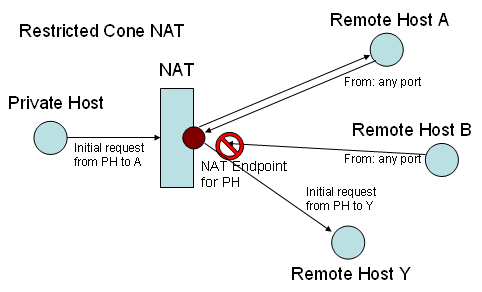 Restricted Cone NAT
Remote Host A
NAT
From: any port
Private Host
Remote Host B
Initial request
from PH to A
From: any port
NAT Endpoint
for PH
Initial request
from PH to Y
Remote Host Y